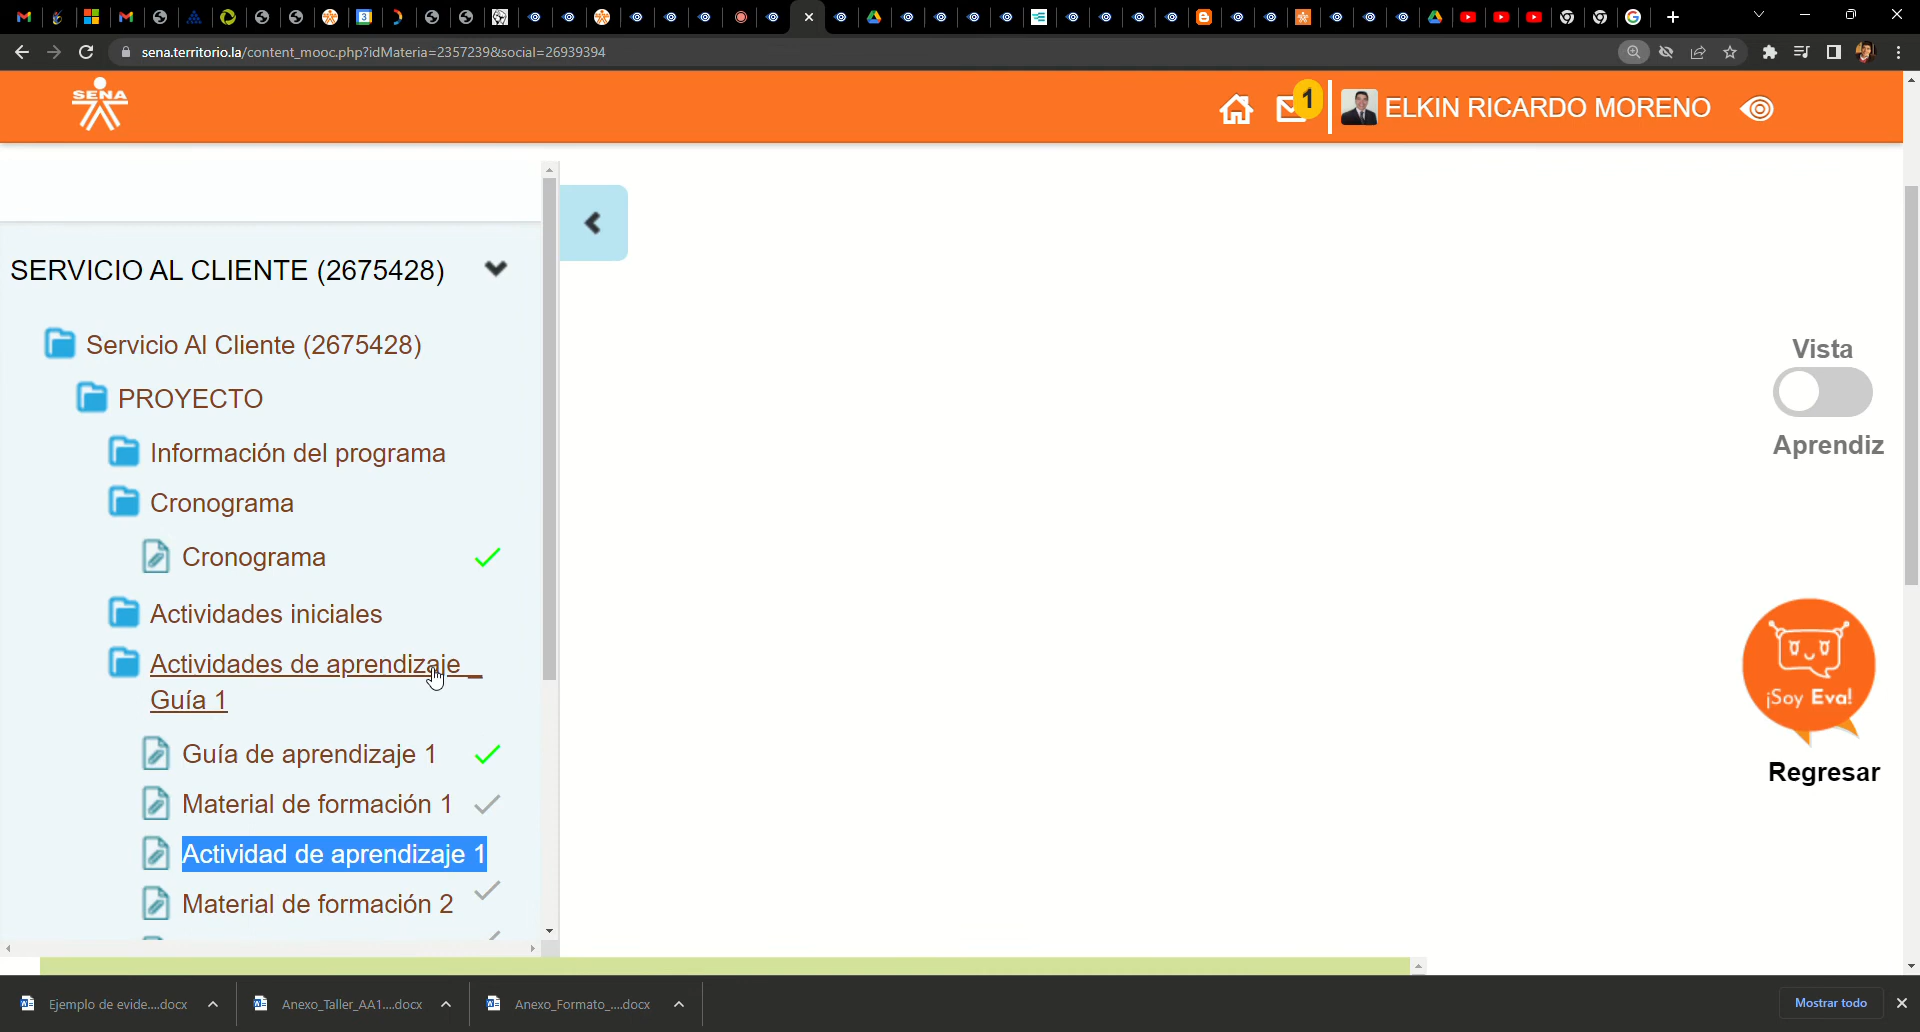 sena.territorio.la/content_mooc.php?idMateria=2357239&social=26939394
SENA
1
ELKIN RICARDO MORENO
SERVICIO AL CLIENTE (2675428)
Servicio Al Cliente (2675428)
PROYECTO
Información del programa
Cronograma
Cronograma
Actividades iniciales
Actividades de aprendizaje _
Guía 1
Guía de aprendizaje 1
Material de formación 1
Actividad de aprendizaje 1
Material de formación 2
Vista
Aprendiz
¡Soy Eva!
Regresar
Ejemplo de evide....docx
Anexo_Taller_AA1....docx
Anexo_Formato_....docx
Mostrar todo